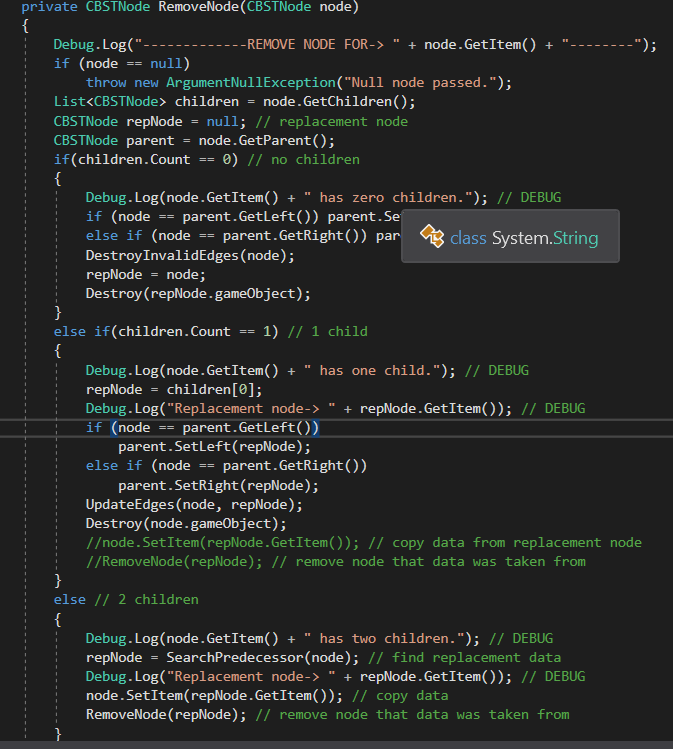 private CBSTNode RemoveNode(CBSTNode node)
{
Debug.Log("-------------REMOVE NODE FOR-> " + node.GetItem() + "--------");
if (node == null)
throw new ArgumentNullException("Null node passed.");
List<CBSTNode> children = node.GetChildren();
CBSTNode repNode = null; // replacement node
CBSTNode parent = node.GetParent();
if(children.Count == 0) // no children
{
Debug.Log(node.GetItem() + " has zero children."); // DEBUG
if (node == parent.GetLeft()) parent.Se
else if (node == parent.GetRight()) par
class System.String
DestroyInvalidEdges(node);
repNode = node;
Destroy(repNode.gameObject);
}
else if(children.Count == 1) // 1 child
{
Debug.Log(node.GetItem() + " has one child."); // DEBUG
repNode = children[0];
Debug.Log("Replacement node-> " + repNode.GetItem()); // DEBUG
if (node == parent.GetLeft())
parent.SetLeft(repNode);
else if (node == parent.GetRight())
parent.SetRight(repNode);
UpdateEdges(node, repNode);
Destroy(node.gameObject);
//node.SetItem(repNode.GetItem()); // copy data from replacement node
//RemoveNode(repNode); // remove node that data was taken from
}
else // 2 children
{
Debug.Log(node.GetItem() + " has two children."); // DEBUG
repNode = SearchPredecessor(node); // find replacement data
Debug.Log("Replacement node-> " + repNode.GetItem()); // DEBUG
node.SetItem(repNode.GetItem()); // copy data
RemoveNode(repNode); // remove node that data was taken from
}